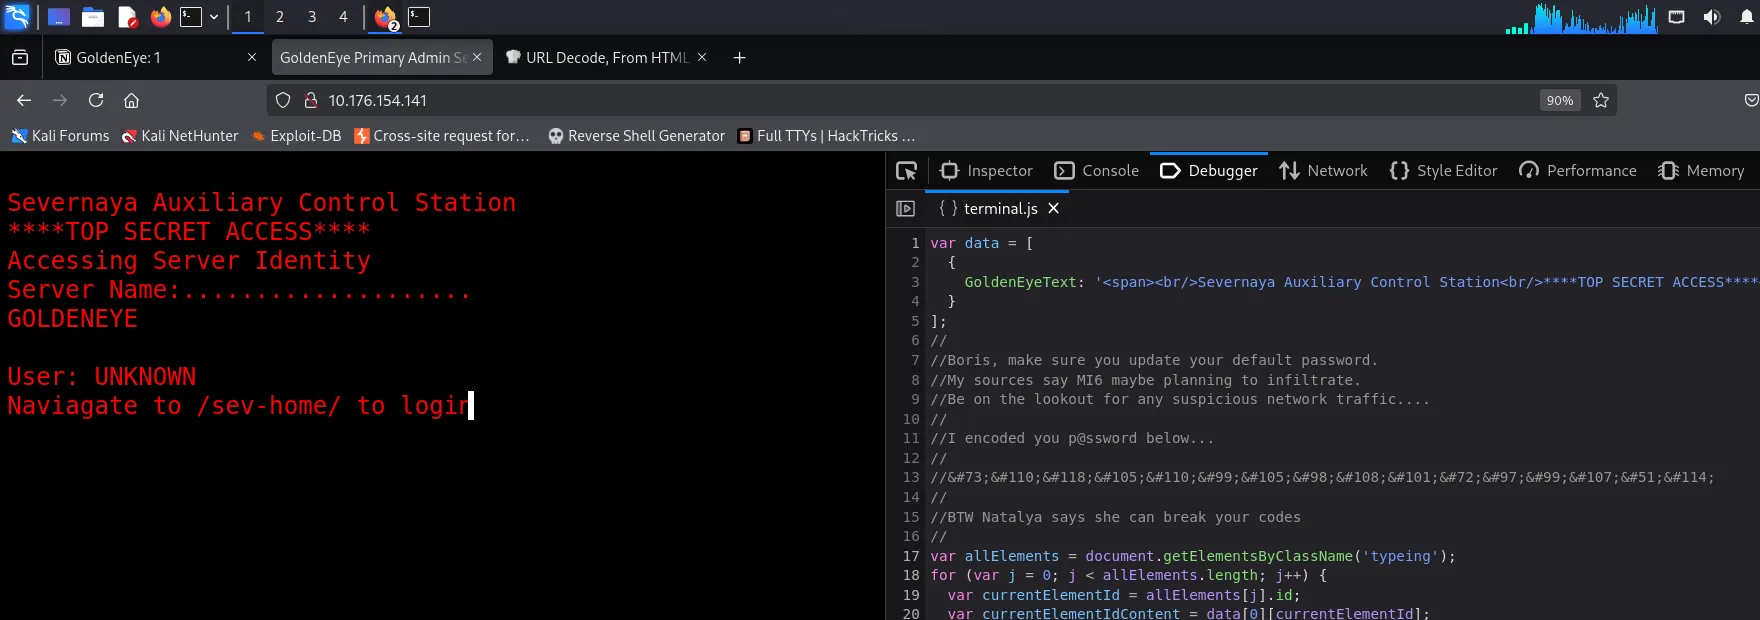 1 2 3 4 2
GoldenEye: 1 GoldenEye Primary Admin Se URL Decode, From HTML
10.176.154.141 90%
Kali Forums Kali NetHunter Exploit-DB Cross-site request for… Reverse Shell Generator Full TTYs | HackTricks …
Severnaya Auxiliary Control Station
****TOP SECRET ACCESS****
Accessing Server Identity
Server Name:....................
GOLDENEYE
User: UNKNOWN
Naviagate to /sev-home/ to login
Inspector Console Debugger Network Style Editor Performance Memory
{ } terminal.js
1 var data = [
2 {
3 GoldenEyeText: '<span><br/>Severnaya Auxiliary Control Station<br/>****TOP SECRET ACCESS****
4 }
5 ];
6 //
7 //Boris, make sure you update your default password.
8 //My sources say MI6 maybe planning to infiltrate.
9 //Be on the lookout for any suspicious network traffic....
10 //
11 //I encoded you p@ssword below...
12 //
13 //&#73;&#110;&#118;&#105;&#110;&#99;&#105;&#98;&#108;&#101;&#72;&#97;&#99;&#107;&#51;&#114;
14 //
15 //BTW Natalya says she can break your codes
16 //
17 var allElements = document.getElementsByClassName('typeing');
18 for (var j = 0; j < allElements.length; j++) {
19 var currentElementId = allElements[j].id;
20 var currentElementIdContent = data[0][currentElementId];